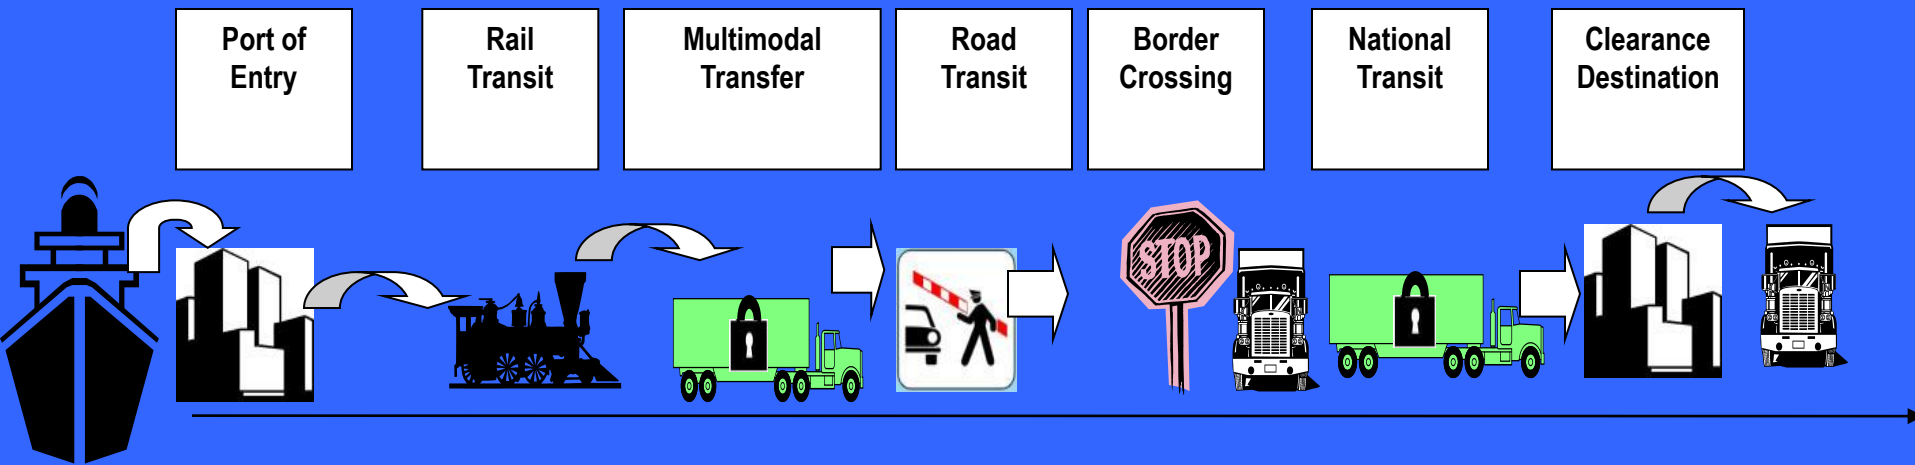 Port of
Entry
Rail
Transit
Multimodal
Transfer
Road
Transit
Border
Crossing
National
Transit
Clearance
Destination
STOP